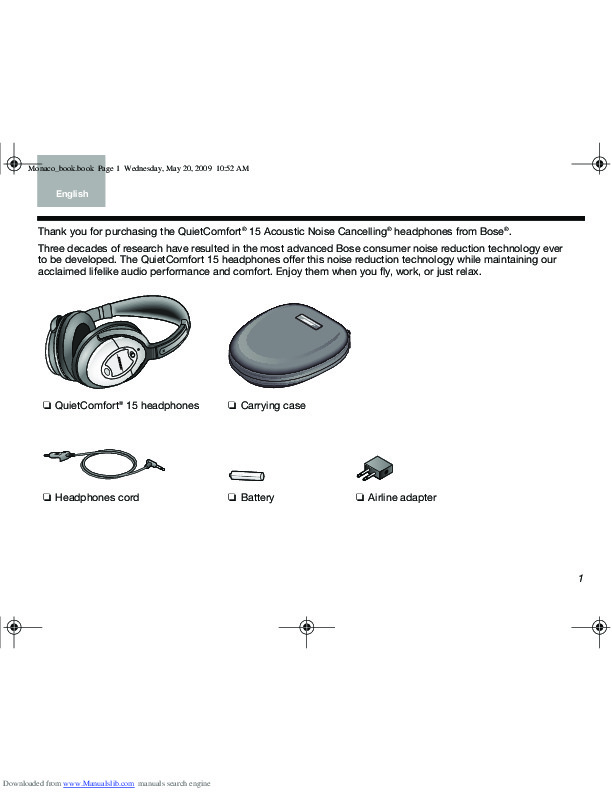 Monaco_book.book Page 1 Wednesday, May 20, 2009 10:52 AM
English
Thank you for purchasing the QuietComfort® 15 Acoustic Noise Cancelling® headphones from Bose®.
Three decades of research have resulted in the most advanced Bose consumer noise reduction technology ever
to be developed. The QuietComfort 15 headphones offer this noise reduction technology while maintaining our
acclaimed lifelike audio performance and comfort. Enjoy them when you fly, work, or just relax.
❏ QuietComfort® 15 headphones
❏ Carrying case
❏ Headphones cord
❏ Battery
❏ Airline adapter
1
Downloaded from www.Manualslib.com manuals search engine